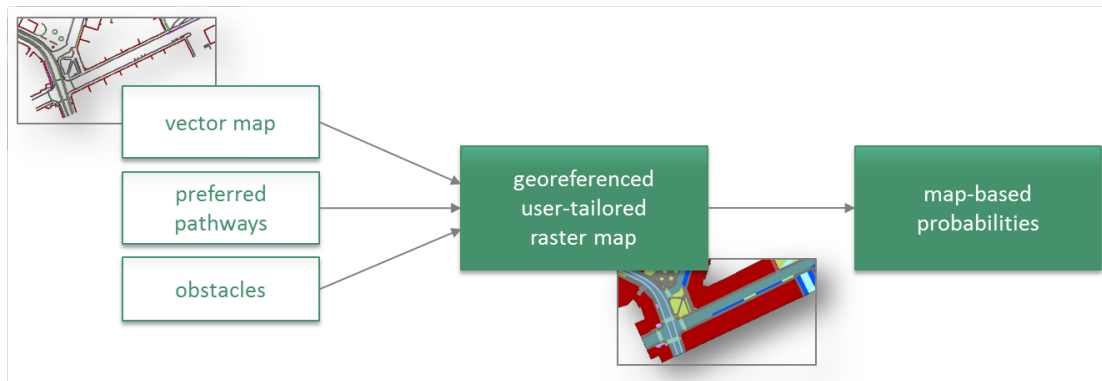 vector map
preferred
pathways
obstacles
georeferenced
user-tailored
raster map
map-based
probabilities